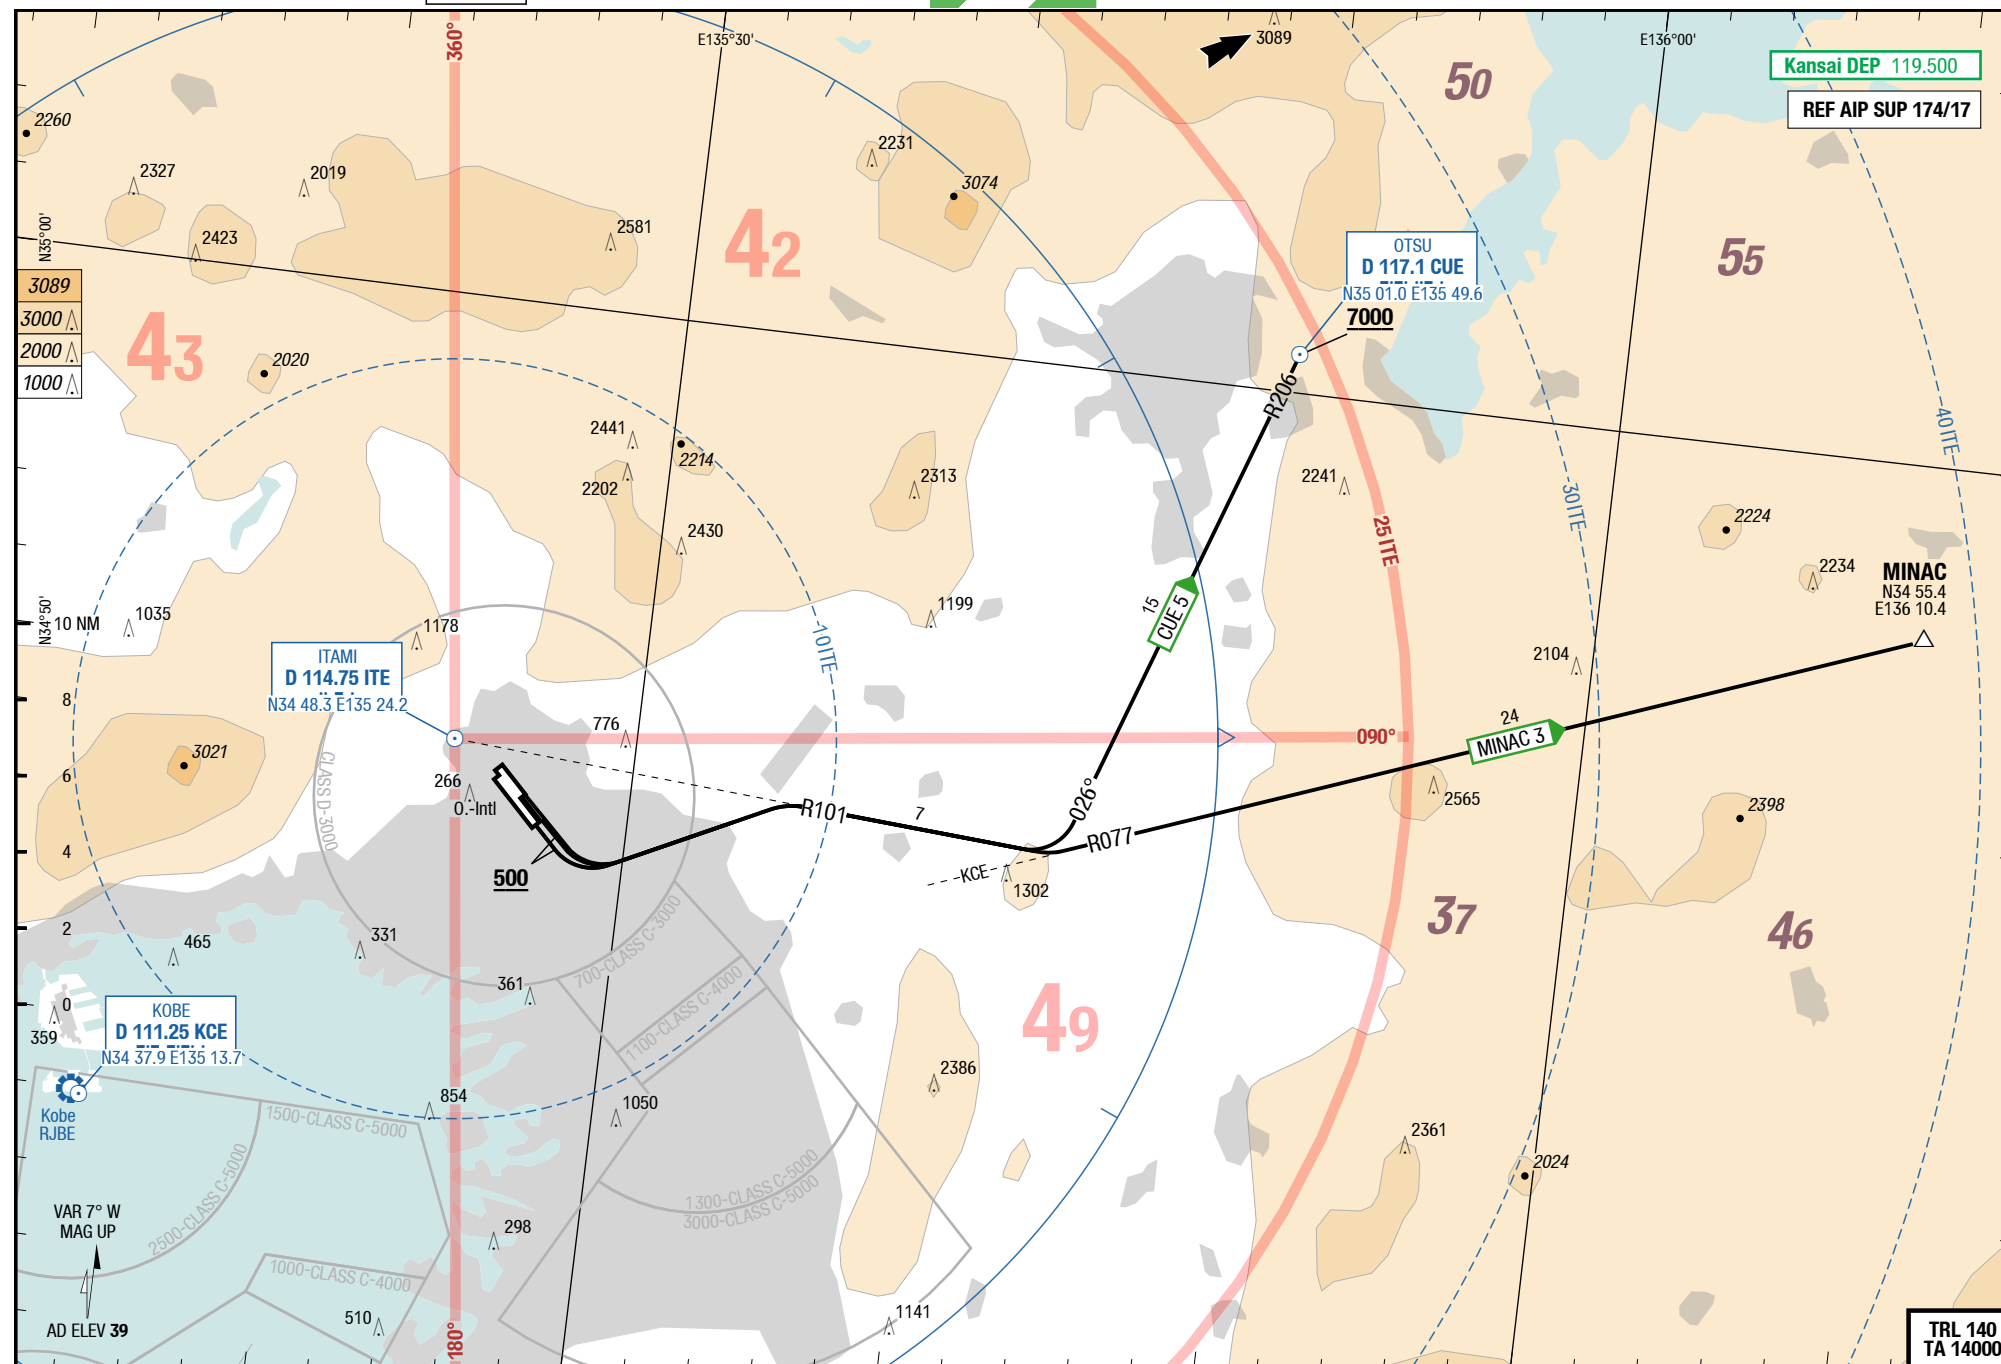 360°
E135°30'
3089
E136°00'
50
Kansai DEP 119.500
REF AIP SUP 174/17
2260
2327
2019
2231
3074
2423
2581
42
N35°00'
OTSU
D 117.1 CUE
N35 01.0 E135 49.6
7000
55
3089
3000
2000
1000
43
2020
R206
2441
2214
2202
2313
2241
2430
25 ITE
30 ITE
40 ITE
2224
2234
MINAC
N34 55.4
E136 10.4
N34°50'
10 NM
1035
1178
1199
10 ITE
15
CUE 5
2104
ITAMI
D 114.75 ITE
N34 48.3 E135 24.2
8
776
090°
24
MINAC 3
3021
6
266
O.-Intl
CLASS D-3000
R101
7
026°
R077
2565
2398
4
500
KCE
1302
37
46
2
465
331
700-CLASS C-3000
361
1100-CLASS C-4000
49
0
359
KOBE
D 111.25 KCE
N34 37.9 E135 13.7
2386
854
1050
Kobe
RJBE
1500-CLASS C-5000
2500-CLASS C-5000
1300-CLASS C-5000
3000-CLASS C-5000
2361
2024
VAR 7° W
MAG UP
298
1000-CLASS C-4000
510
1141
AD ELEV 39
180°
TRL 140
TA 14000